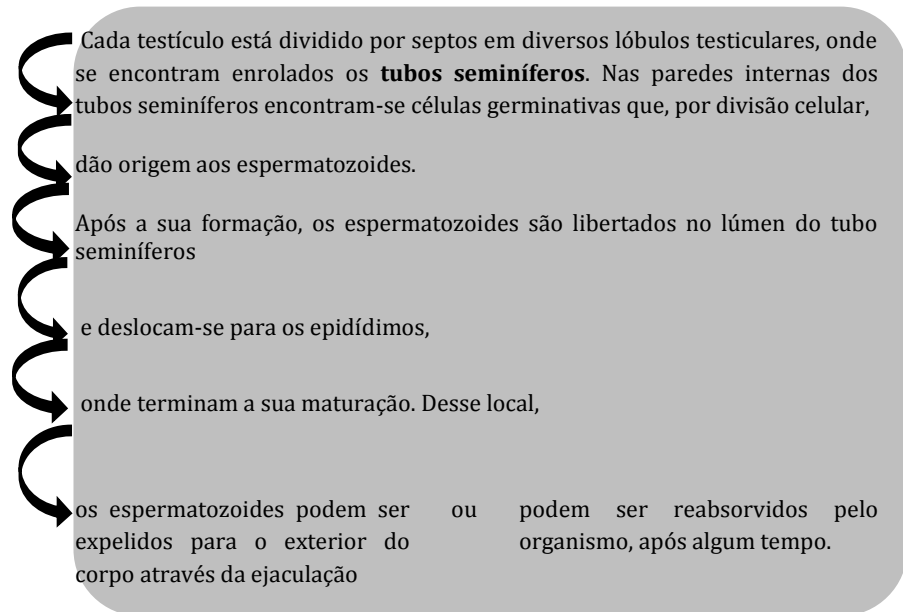 Cada testículo está dividido por septos em diversos lóbulos testiculares, onde
se encontram enrolados os tubos seminíferos. Nas paredes internas dos
tubos seminíferos encontram-se células germinativas que, por divisão celular,
dão origem aos espermatozoides.
Após a sua formação, os espermatozoides são libertados no lúmen do tubo
seminíferos
e deslocam-se para os epidídimos,
onde terminam a sua maturação. Desse local,
os espermatozoides podem ser
expelidos para o exterior do
corpo através da ejaculação
ou
podem ser reabsorvidos pelo
organismo, após algum tempo.